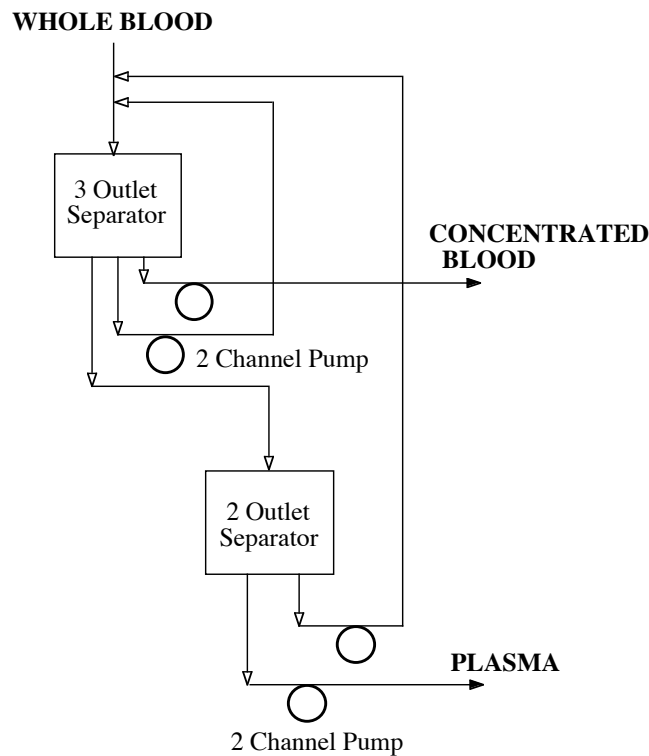 WHOLE BLOOD
3 Outlet
Separator
CONCENTRATED
BLOOD
2 Channel Pump
2 Outlet
Separator
PLASMA
2 Channel Pump